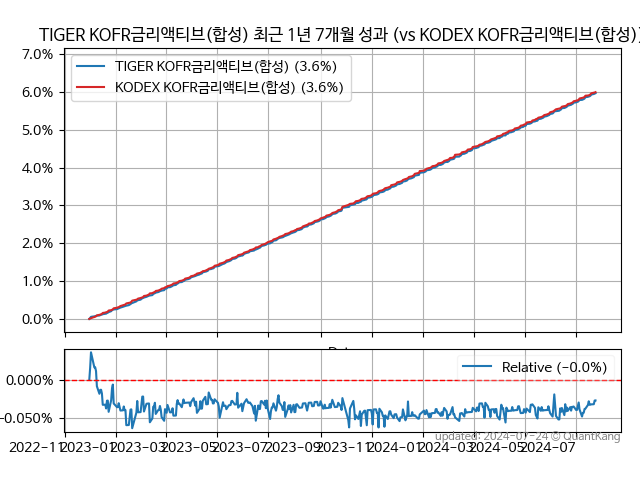 TIGER KOFR금리액티브(합성) 최근 1년 7개월 성과 (vs KODEX KOFR금리액티브(합성)
7.0%
TIGER KOFR금리액티브(합성) (3.6%)
KODEX KOFR금리액티브(합성) (3.6%)
6.0%
5.0%
4.0%
3.0%
2.0%
1.0%
0.0%
Relative (-0.0%)
0.000%
-0.050%
updated: 2024-07-24 © QuantKang
2022-11 2023-01 2023-03 2023-05 2023-07 2023-09 2023-11 2024-01 2024-03 2024-05 2024-07